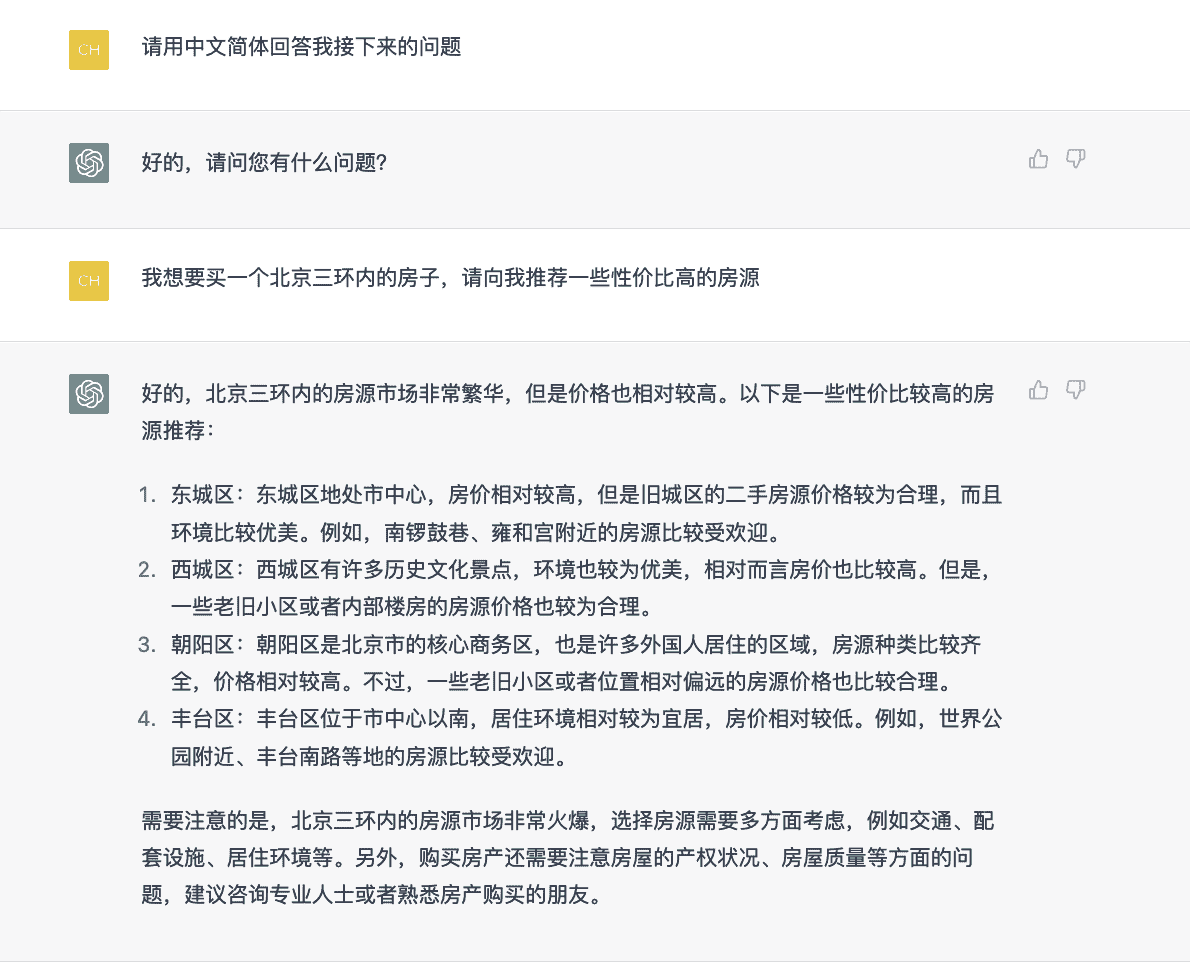 CH
请用中文简体回答我接下来的问题
好的，请问您有什么问题?
CH
我想要买一个北京三环内的房子，请向我推荐一些性价比高的房源
好的，北京三环内的房源市场非常繁华，但是价格也相对较高。以下是一些性价比较高的房
源推荐：
1. 东城区：东城区地处市中心，房价相对较高，但是旧城区的二手房源价格较为合理，而且
环境比较优美。例如，南锣鼓巷、雍和宫附近的房源比较受欢迎。
2. 西城区：西城区有许多历史文化景点，环境也较为优美，相对而言房价也比较高。但是，
一些老旧小区或者内部楼房的房源价格也较为合理。
3. 朝阳区：朝阳区是北京市的核心商务区，也是许多外国人居住的区域，房源种类比较齐
全，价格相对较高。不过，一些老旧小区或者位置相对偏远的房源价格也比较合理。
4. 丰台区：丰台区位于市中心以南，居住环境相对较为宜居，房价相对较低。例如，世界公
园附近、丰台南路等地的房源比较受欢迎。
需要注意的是，北京三环内的房源市场非常火爆，选择房源需要多方面考虑，例如交通、配
套设施、居住环境等。另外，购买房产还需要注意房屋的产权状况、房屋质量等方面的问
题，建议咨询专业人士或者熟悉房产购买的朋友。